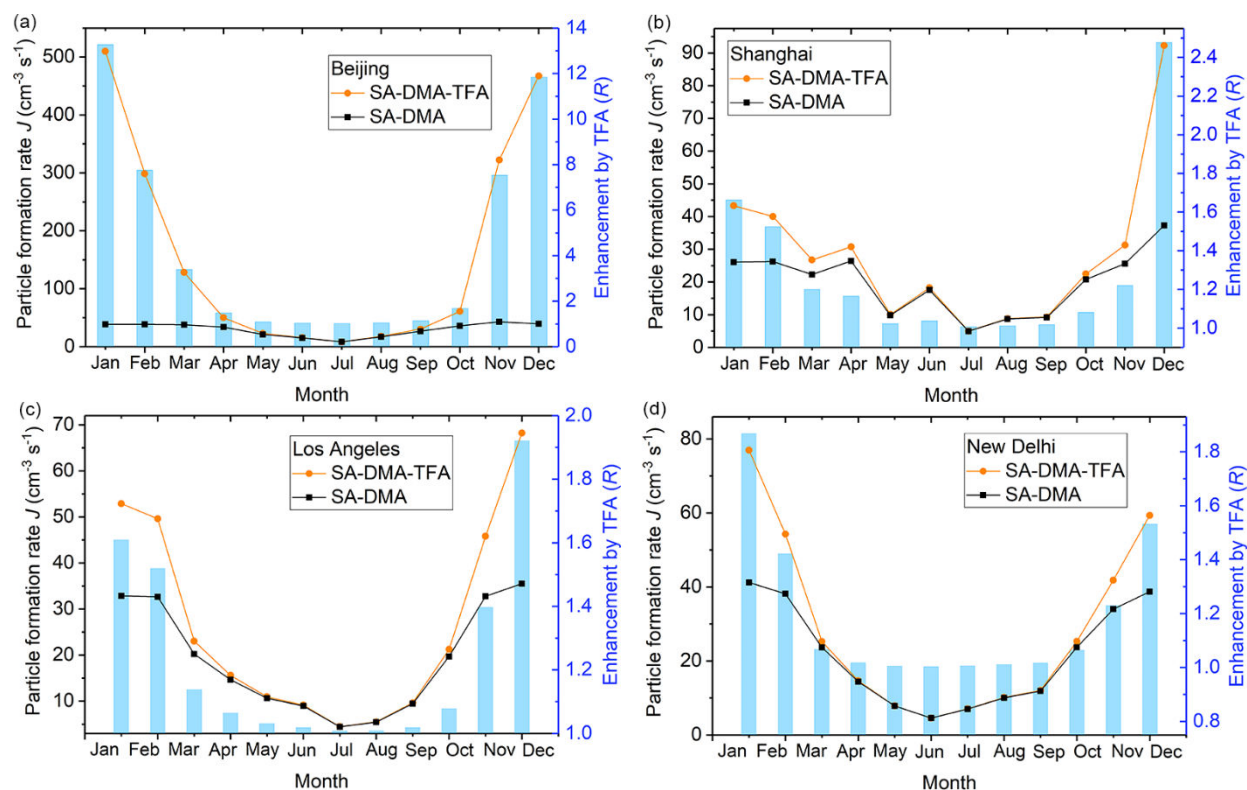 (a)
Particle formation rate J (cm⁻³ s⁻¹)
500
400
300
200
100
0
Beijing
SA-DMA-TFA
SA-DMA
14
12
10
8
6
4
2
1
0
Enhancement by TFA (R)
Jan Feb Mar Apr May Jun Jul Aug Sep Oct Nov Dec
Month
(b)
Particle formation rate J (cm⁻³ s⁻¹)
90
80
70
60
50
40
30
20
10
0
Shanghai
SA-DMA-TFA
SA-DMA
2.4
2.2
2.0
1.8
1.6
1.4
1.2
1.0
Enhancement by TFA (R)
Jan Feb Mar Apr May Jun Jul Aug Sep Oct Nov Dec
Month
(c)
Particle formation rate J (cm⁻³ s⁻¹)
70
60
50
40
30
20
10
Los Angeles
SA-DMA-TFA
SA-DMA
2.0
1.8
1.6
1.4
1.2
1.0
Enhancement by TFA (R)
Jan Feb Mar Apr May Jun Jul Aug Sep Oct Nov Dec
Month
(d)
Particle formation rate J (cm⁻³ s⁻¹)
80
60
40
20
0
New Delhi
SA-DMA-TFA
SA-DMA
1.8
1.6
1.4
1.2
1.0
0.8
Enhancement by TFA (R)
Jan Feb Mar Apr May Jun Jul Aug Sep Oct Nov Dec
Month